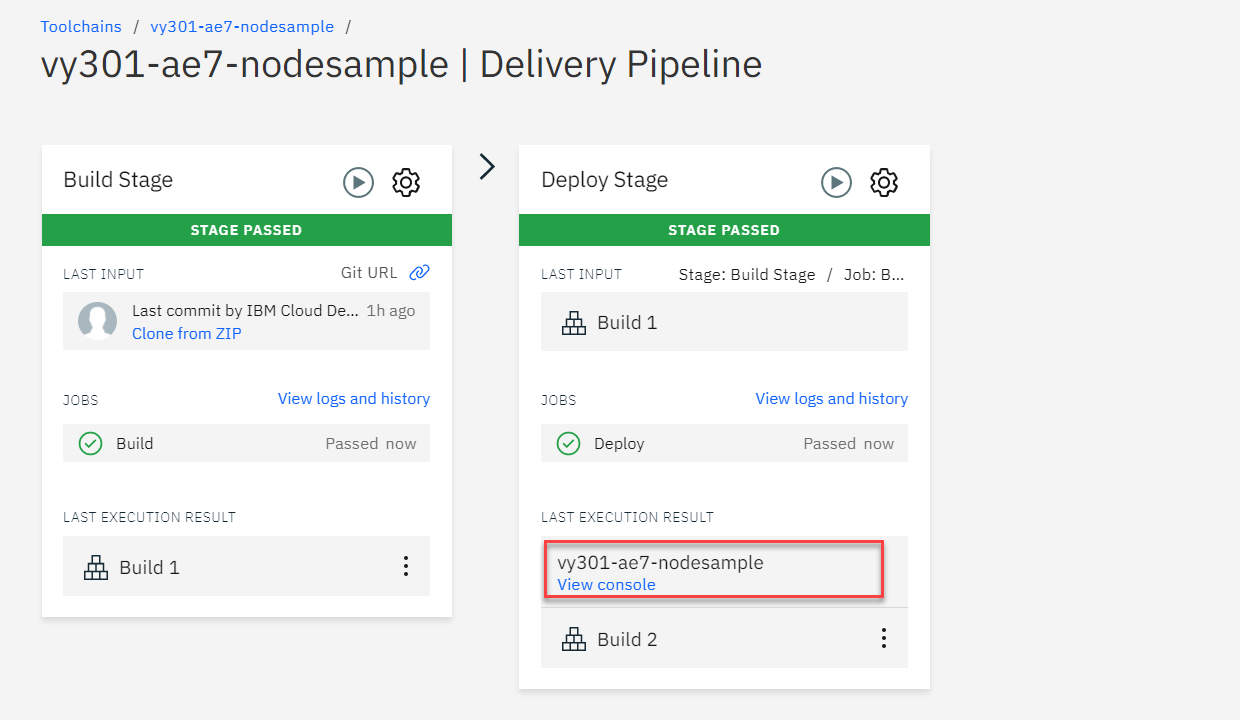 Toolchains / vy301-ae7-nodesample /
vy301-ae7-nodesample | Delivery Pipeline
Build Stage
STAGE PASSED
LAST INPUT Git URL
Last commit by IBM Cloud De... 1h ago
Clone from ZIP
JOBS View logs and history
Build Passed now
LAST EXECUTION RESULT
Build 1
Deploy Stage
STAGE PASSED
LAST INPUT Stage: Build Stage / Job: B...
Build 1
JOBS View logs and history
Deploy Passed now
LAST EXECUTION RESULT
vy301-ae7-nodesample
View console
Build 2